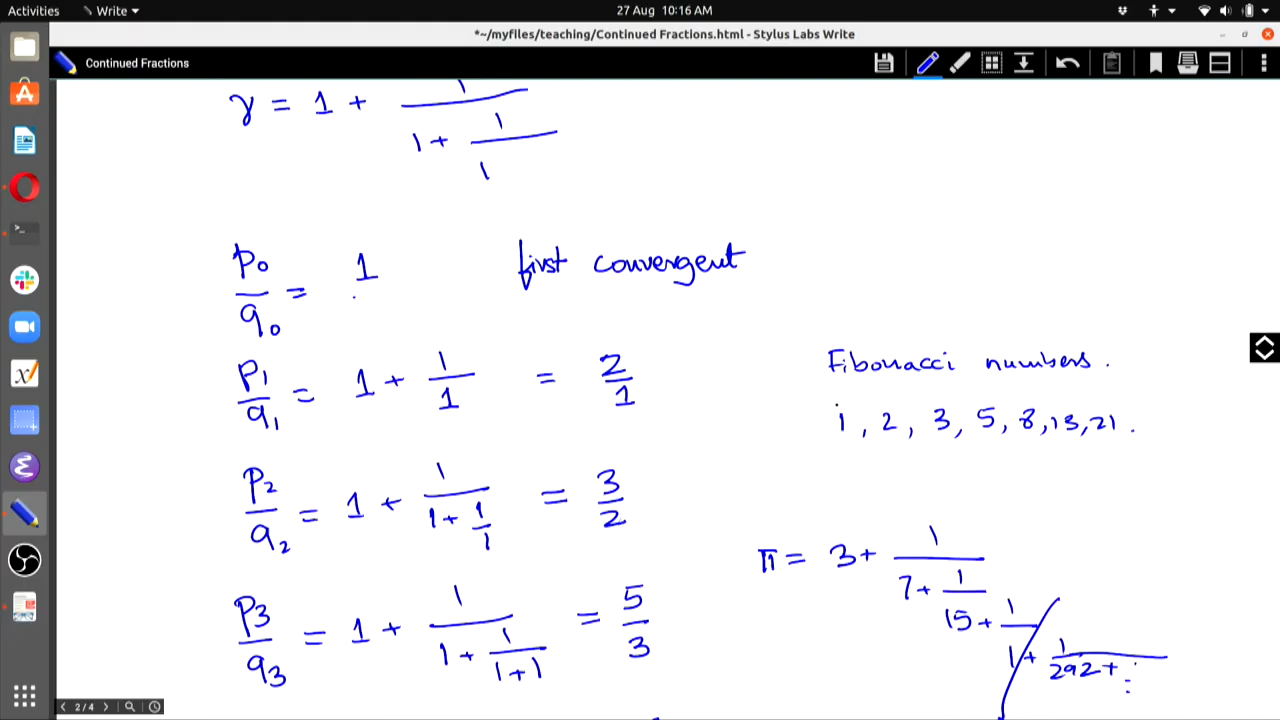 Activities Write 27 Aug 10:16 AM
*~/myfiles/teaching/Continued Fractions.html - Stylus Labs Write
Continued Fractions
γ = 1 + 1/(1 + 1/1
p0/q0 = 1 first convergent
p1/q1 = 1 + 1/1 = 2/1
Fibonacci numbers.
1, 2, 3, 5, 8, 13, 21.
p2/q2 = 1 + 1/(1 + 1/1) = 3/2
π = 3 + 1/(7 + 1/(15 + 1/(1 + 1/(292 + ⋮
p3/q3 = 1 + 1/(1 + 1/(1+1)) = 5/3
2/4